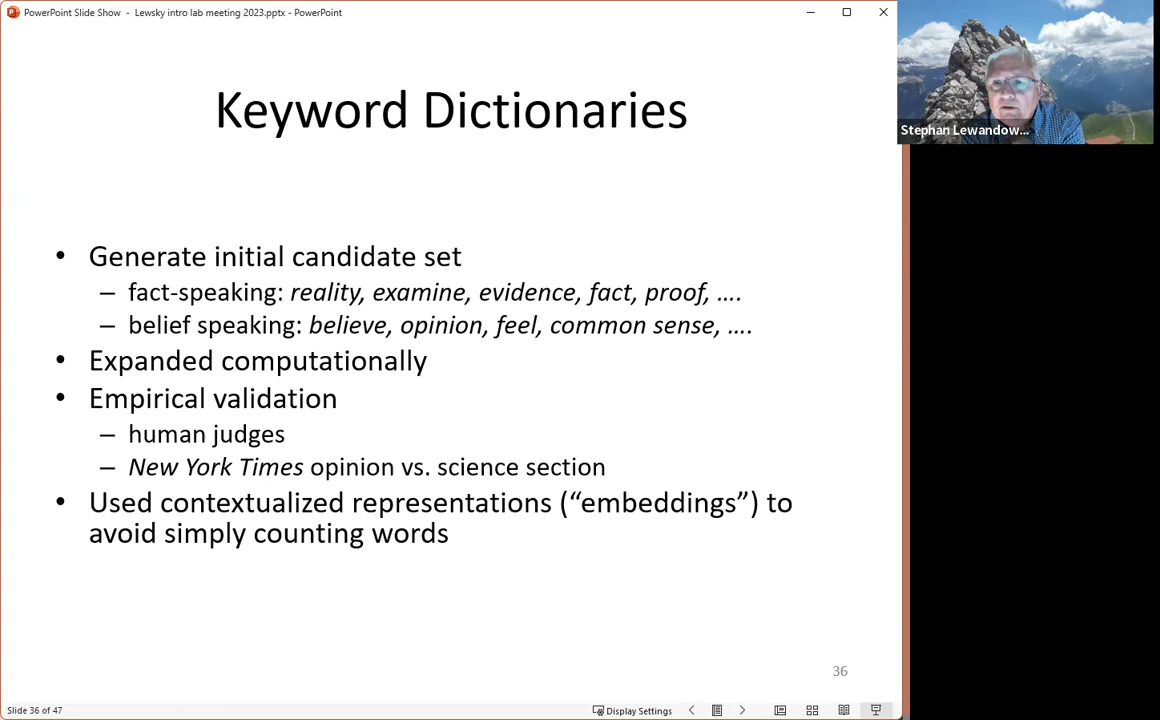 PowerPoint Slide Show - Lewsky intro lab meeting 2023.pptx - PowerPoint
Stephan Lewandow...
Keyword Dictionaries
• Generate initial candidate set
– fact-speaking: reality, examine, evidence, fact, proof, ....
– belief speaking: believe, opinion, feel, common sense, ....
• Expanded computationally
• Empirical validation
– human judges
– New York Times opinion vs. science section
• Used contextualized representations (“embeddings”) to
avoid simply counting words
36
Slide 36 of 47
Display Settings